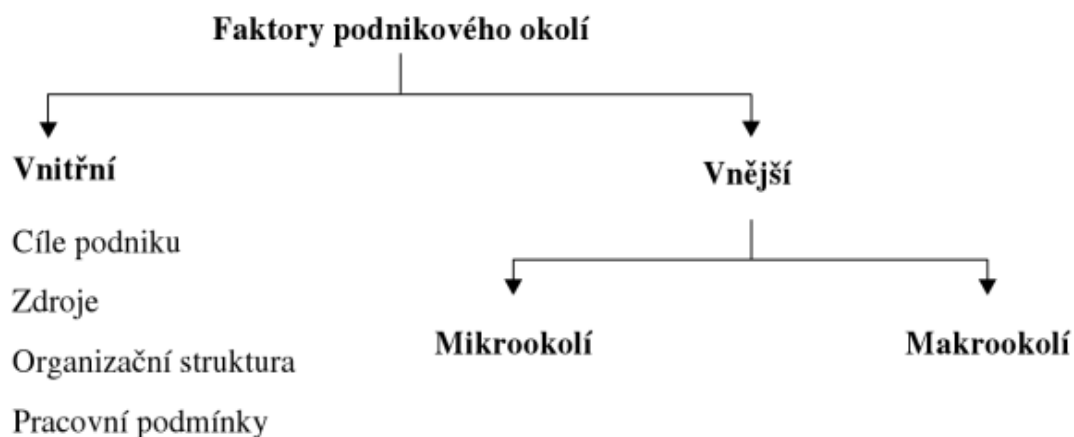 Faktory podnikového okolí
Vnitřní
Vnější
Cíle podniku
Zdroje
Organizační struktura
Pracovní podmínky
Mikrookolí
Makrookolí